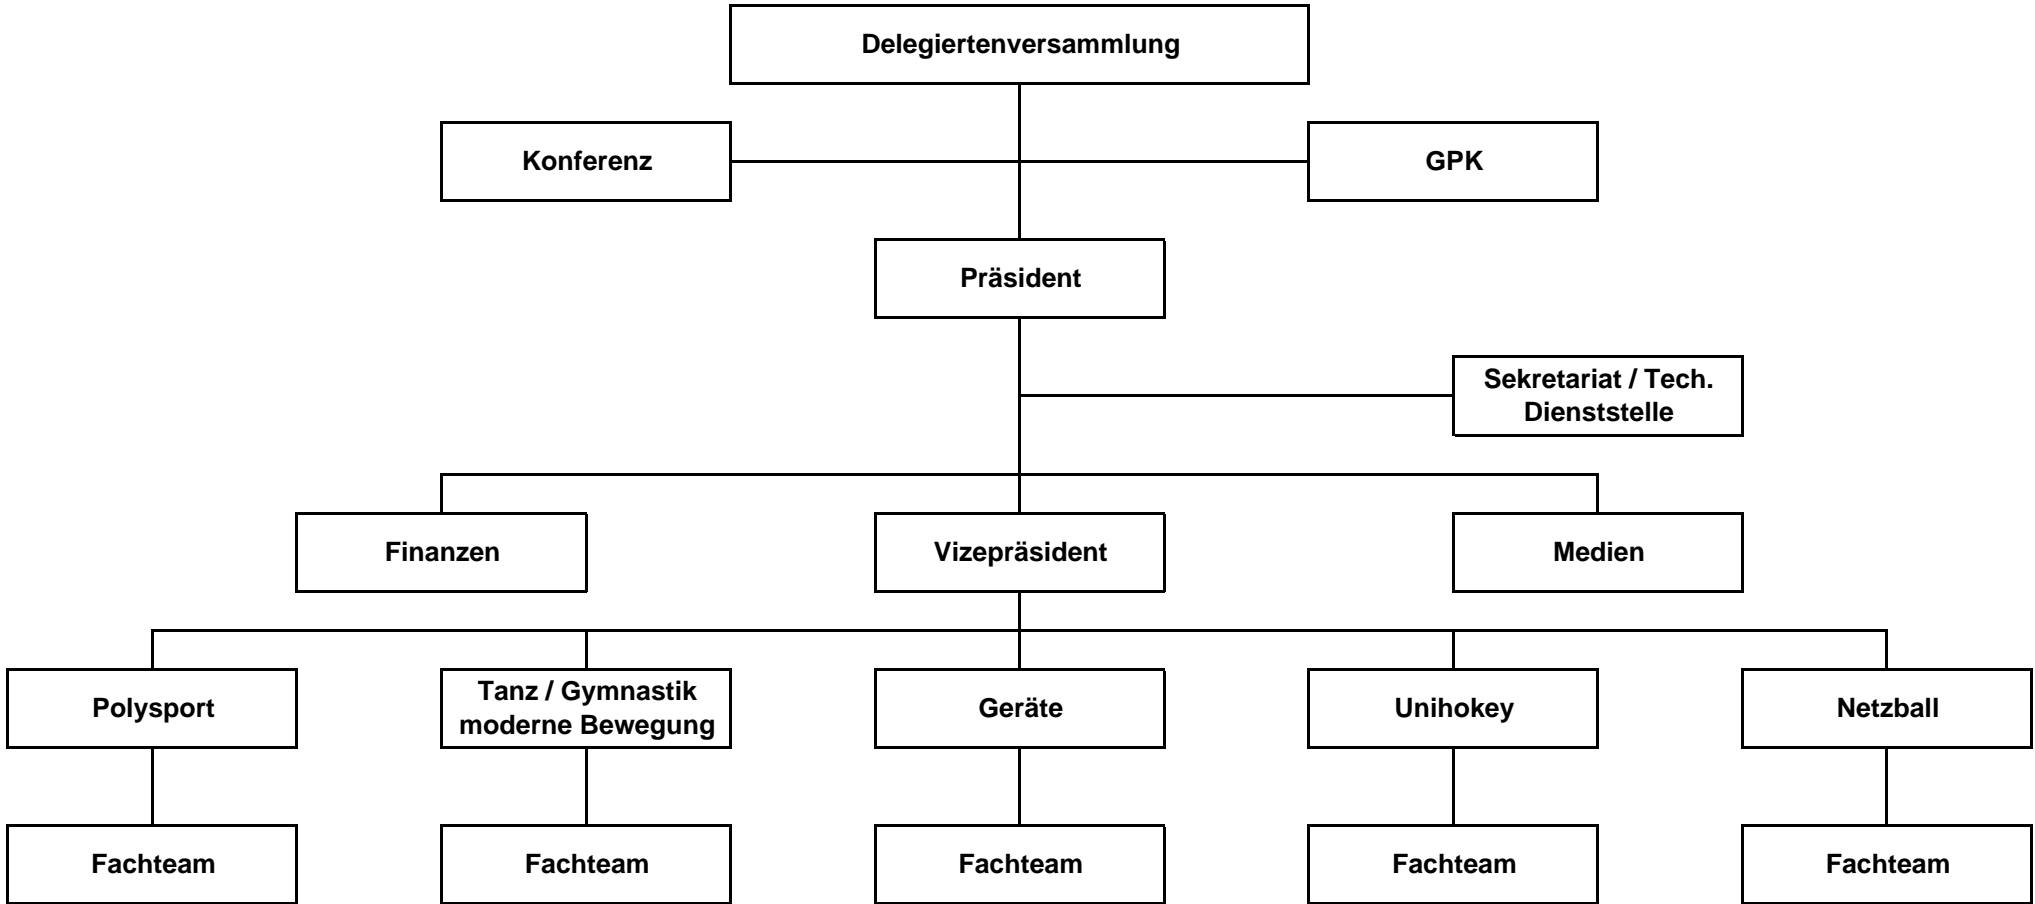 Delegiertenversammlung
Konferenz
GPK
Präsident
Sekretariat / Tech.
Dienststelle
Finanzen
Vizepräsident
Medien
Polysport
Tanz / Gymnastik
moderne Bewegung
Geräte
Unihokey
Netzball
Fachteam
Fachteam
Fachteam
Fachteam
Fachteam